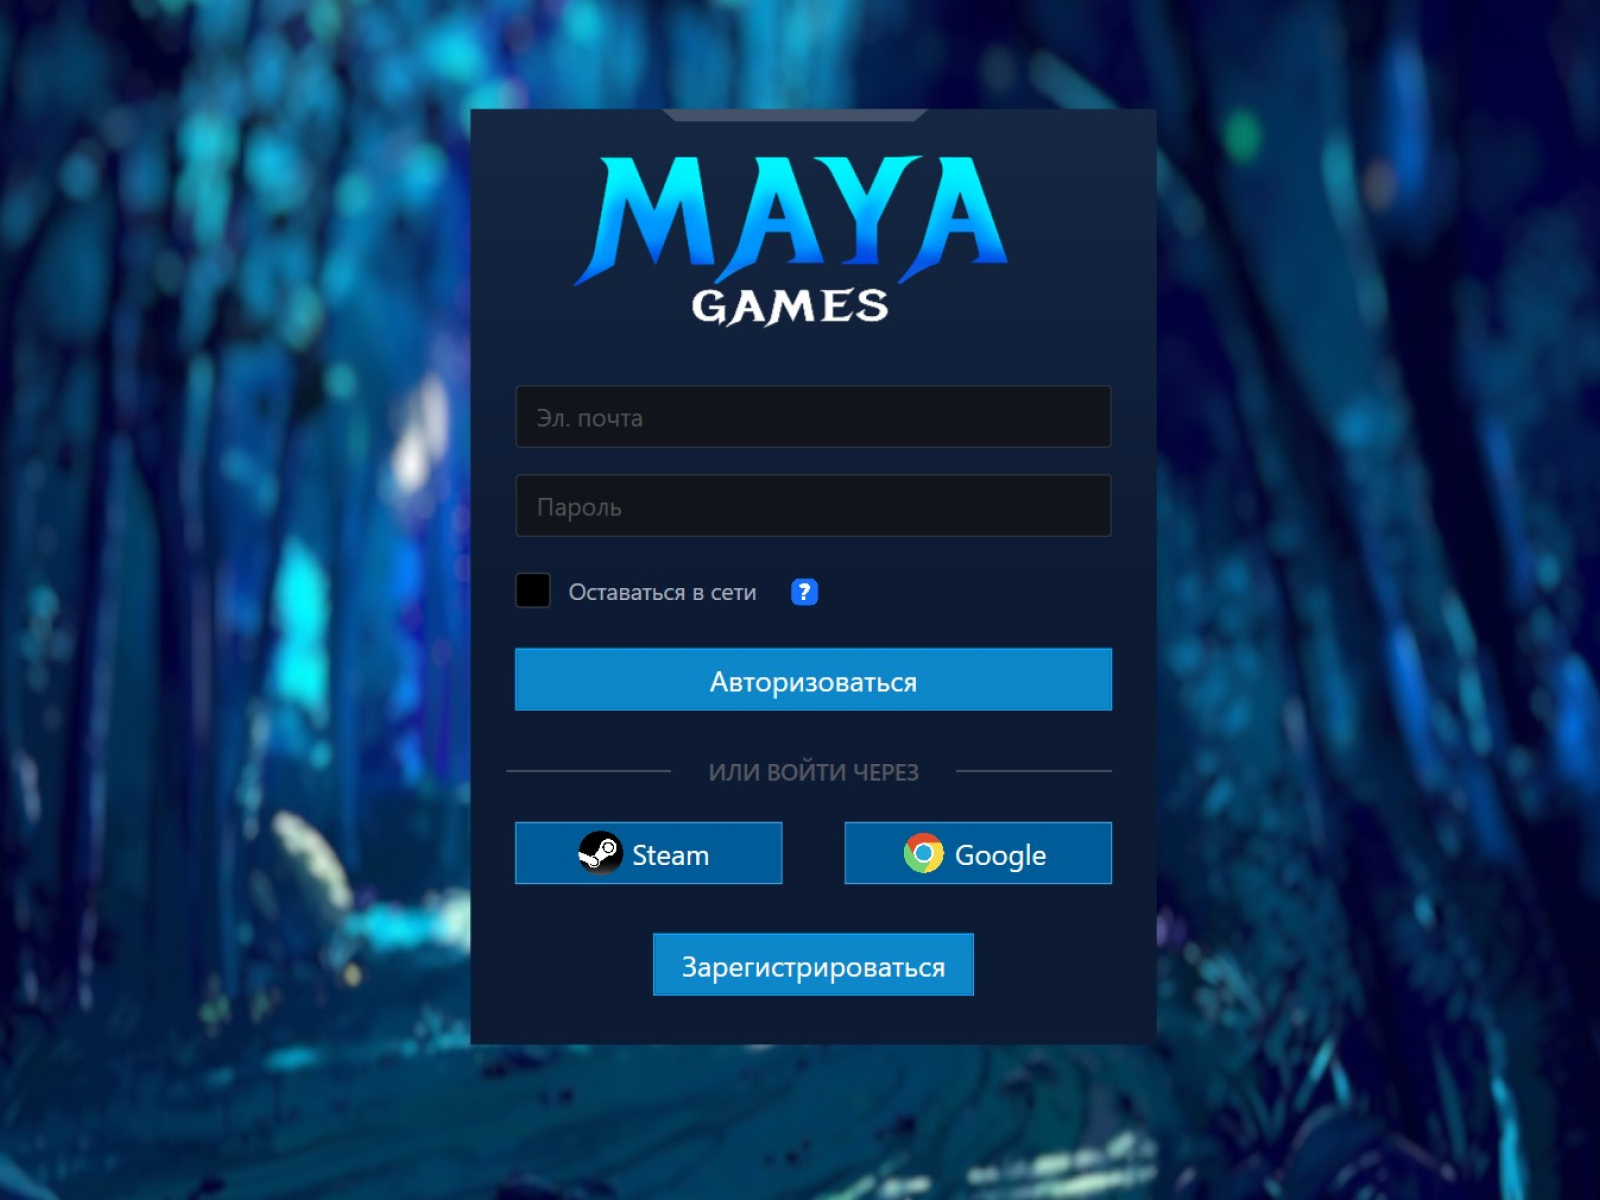 MAYA
GAMES
Эл. почта
Пароль
Оставаться в сети ?
Авторизоваться
ИЛИ ВОЙТИ ЧЕРЕЗ
Steam Google
Зарегистрироваться